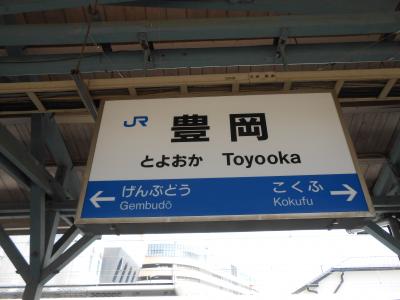 JR
豊岡
とよおか Toyooka
げんぶどう
Gembudō
こくふ
Kokufu